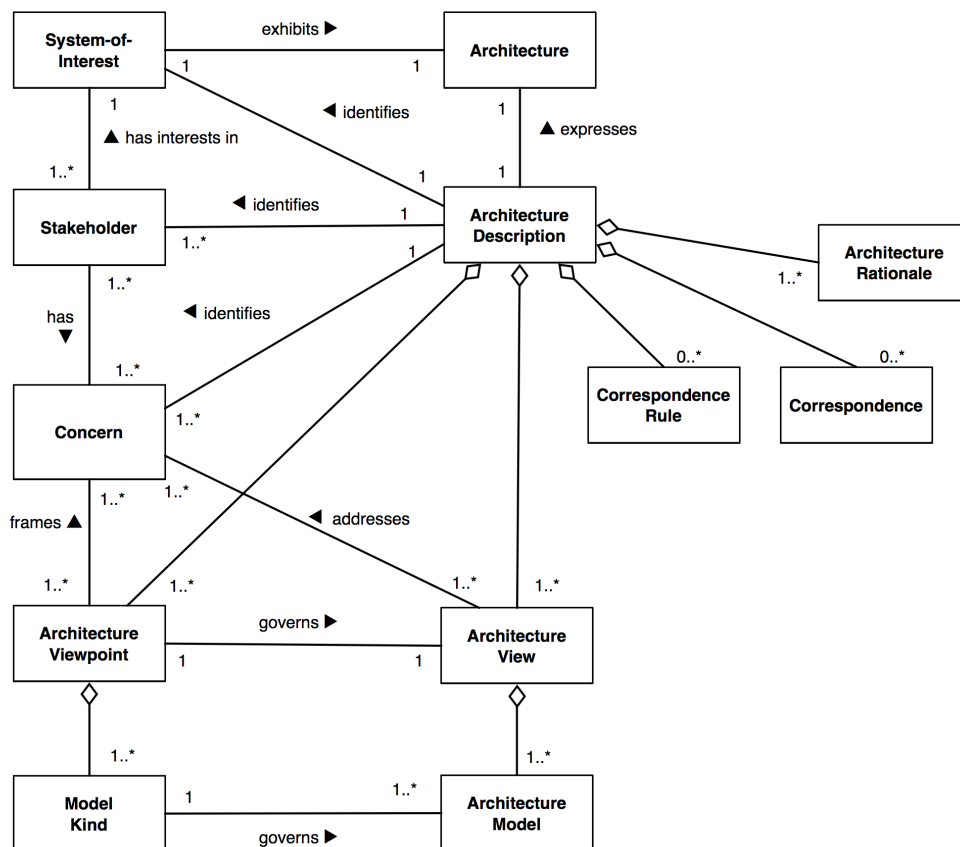 System-of-
Interest
exhibits ▶
Architecture
1
1
◀ identifies
1
1
▲ has interests in
▲ expresses
1..*
1
1
Stakeholder
◀ identifies
1
Architecture
Description
1..*
1
Architecture
Rationale
1..*
1..*
has
▼
◀ identifies
1..*
0..*
0..*
Correspondence
Rule
Correspondence
Concern
1..*
1..*
1..*
frames ▲
◀ addresses
1..*
1..*
1..*
1..*
Architecture
Viewpoint
governs ▶
Architecture
View
1
1
1..*
1..*
Model
Kind
1
1..*
Architecture
Model
governs ▶